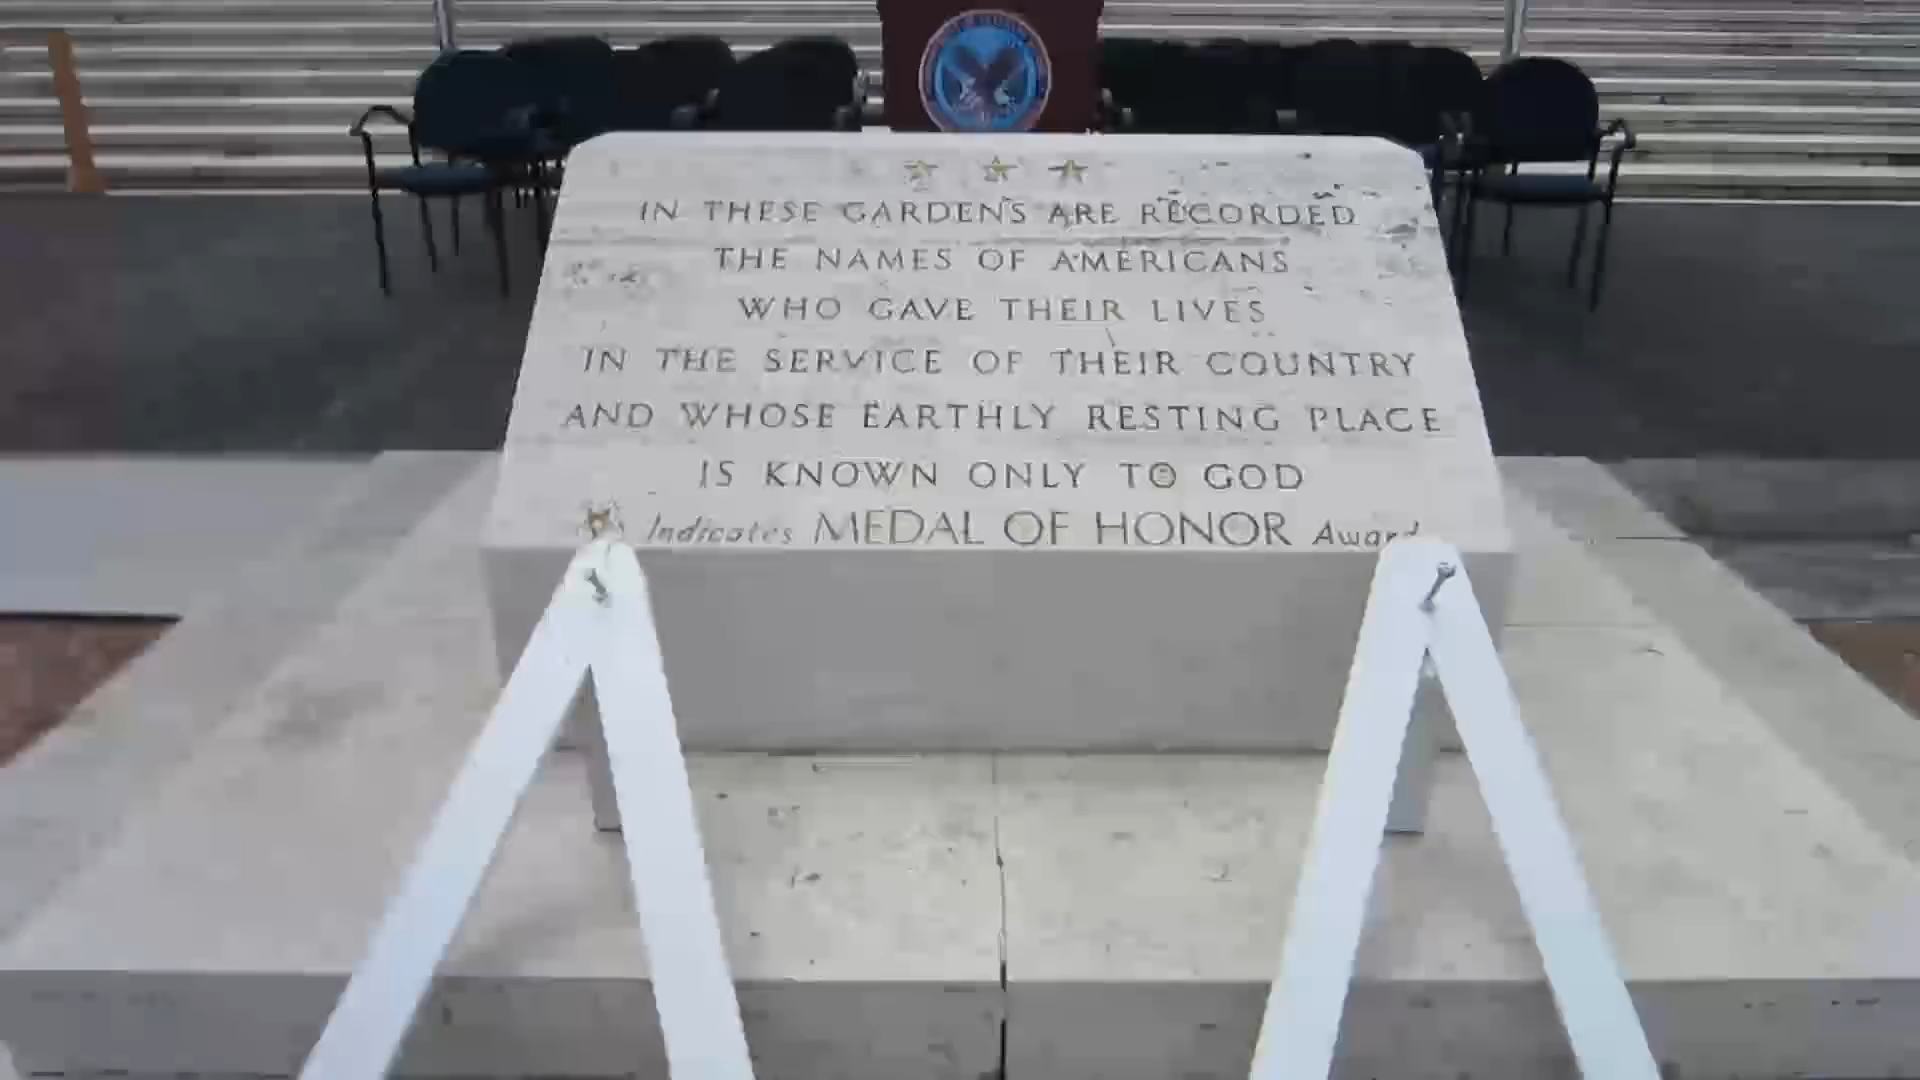 IN THESE GARDENS ARE RECORDED
THE NAMES OF AMERICANS
WHO GAVE THEIR LIVES
IN THE SERVICE OF THEIR COUNTRY
AND WHOSE EARTHLY RESTING PLACE
IS KNOWN ONLY TO GOD
Indicates MEDAL OF HONOR Award